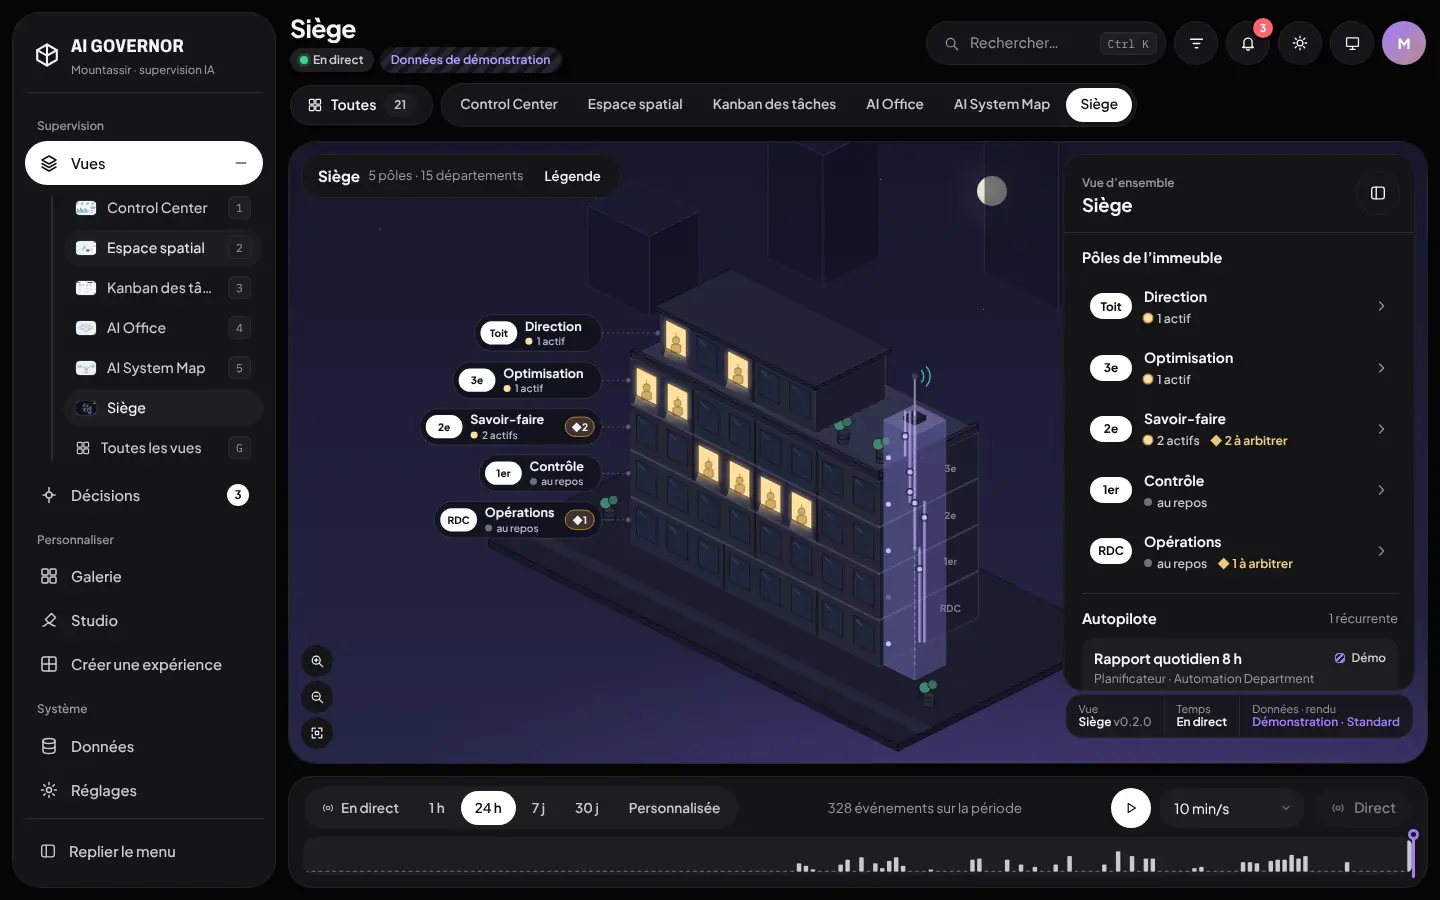 AI GOVERNOR
Mountassir · supervision IA
Supervision
Vues
Control Center 1
Espace spatial 2
Kanban des tâ... 3
AI Office 4
AI System Map 5
Siège
Toutes les vues G
Décisions 3
Personnaliser
Galerie
Studio
Créer une expérience
Système
Données
Réglages
Replier le menu
Siège
En direct
Données de démonstration
Rechercher...
Ctrl K
3
M
Toutes 21
Control Center
Espace spatial
Kanban des tâches
AI Office
AI System Map
Siège
Siège 5 pôles · 15 départements
Légende
Toit Direction
1 actif
3e Optimisation
1 actif
2e Savoir-faire
2 actifs
2
1er Contrôle
au repos
RDC Opérations
au repos
1
3e
2e
1er
RDC
Vue d'ensemble
Siège
Pôles de l'immeuble
Toit Direction
1 actif
3e Optimisation
1 actif
2e Savoir-faire
2 actifs 2 à arbitrer
1er Contrôle
au repos
RDC Opérations
au repos 1 à arbitrer
Autopilote 1 récurrente
Rapport quotidien 8 h Démo
Planificateur · Automation Department
Vue
Siège v0.2.0
Temps
En direct
Données · rendu
Démonstration · Standard
En direct
1 h
24 h
7 j
30 j
Personnalisée
328 événements sur la période
10 min/s
Direct